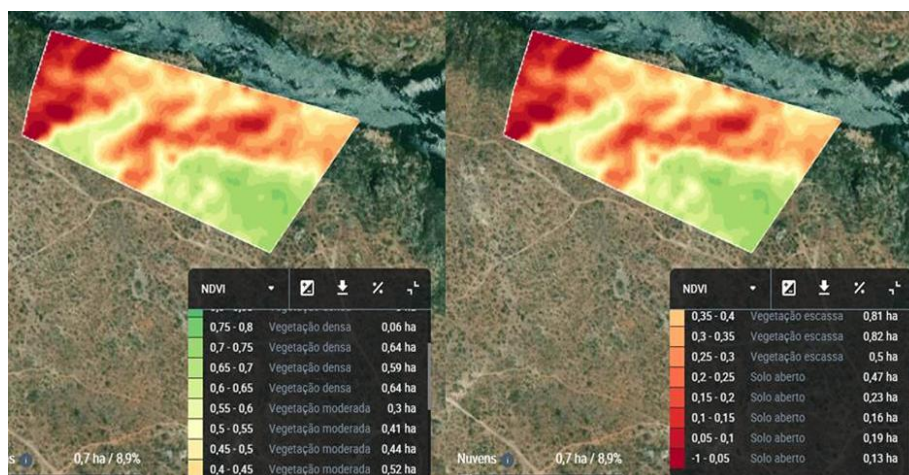 NDVI
0,75 - 0,8 Vegetação densa 0,06 ha
0,7 - 0,75 Vegetação densa 0,64 ha
0,65 - 0,7 Vegetação densa 0,59 ha
0,6 - 0,65 Vegetação densa 0,64 ha
0,55 - 0,6 Vegetação moderada 0,3 ha
0,5 - 0,55 Vegetação moderada 0,41 ha
0,45 - 0,5 Vegetação moderada 0,44 ha
0,4 - 0,45 Vegetação moderada 0,52 ha
s i 0,7 ha / 8,9%
NDVI
0,35 - 0,4 Vegetação escassa 0,81 ha
0,3 - 0,35 Vegetação escassa 0,82 ha
0,25 - 0,3 Vegetação escassa 0,5 ha
0,2 - 0,25 Solo aberto 0,47 ha
0,15 - 0,2 Solo aberto 0,23 ha
0,1 - 0,15 Solo aberto 0,16 ha
0,05 - 0,1 Solo aberto 0,19 ha
-1 - 0,05 Solo aberto 0,13 ha
Nuvens i 0,7 ha / 8,9%